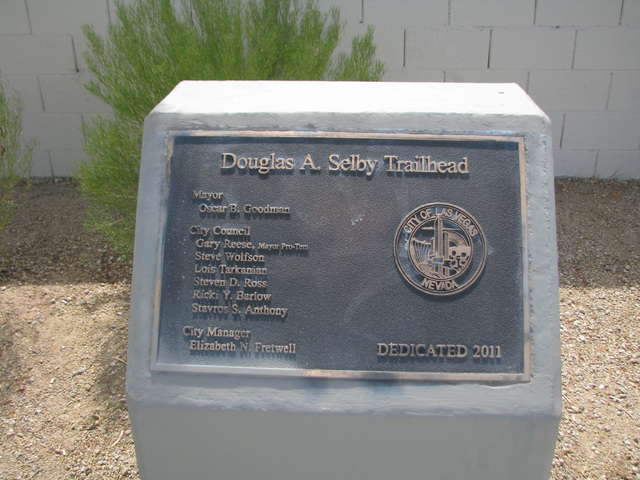 Douglas A. Selby Trailhead
Mayor
Oscar B. Goodman
City Council
Gary Reese, Mayor Pro-Tem
Steve Wolfson
Lois Tarkanian
Steven D. Ross
Ricki Y. Barlow
Stavros S. Anthony
City Manager
Elizabeth N. Fretwell
CITY OF LAS VEGAS
NEVADA
DEDICATED 2011